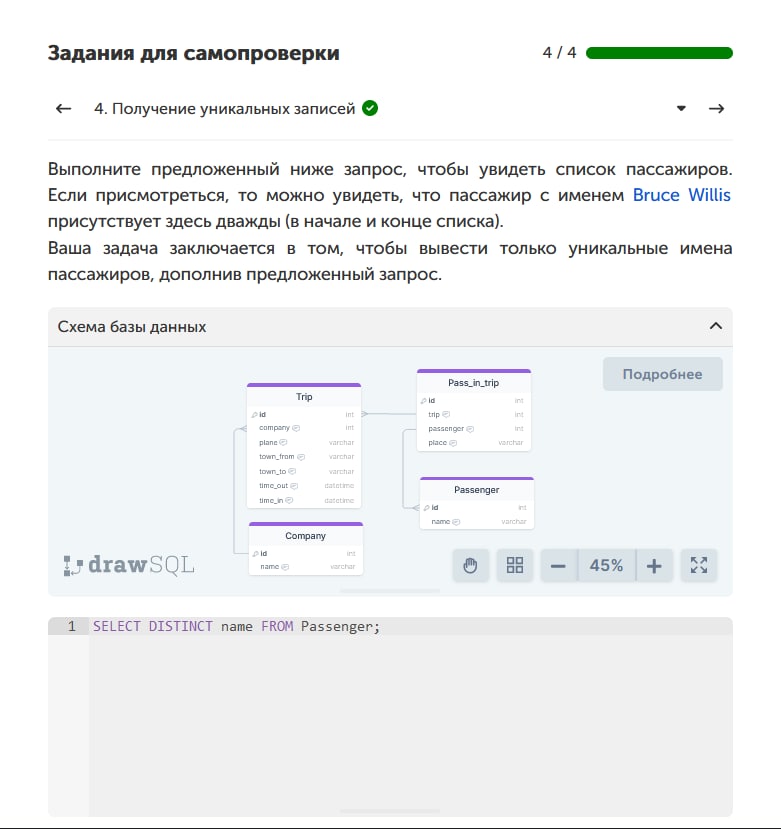 Задания для самопроверки
4 / 4
4. Получение уникальных записей
Выполните предложенный ниже запрос, чтобы увидеть список пассажиров.
Если присмотреться, то можно увидеть, что пассажир с именем Bruce Willis
присутствует здесь дважды (в начале и конце списка).
Ваша задача заключается в том, чтобы вывести только уникальные имена
пассажиров, дополнив предложенный запрос.
Схема базы данных
Подробнее
Trip
id int
company int
plane varchar
town_from varchar
town_to varchar
time_out datetime
time_in datetime
Pass_in_trip
id int
trip int
passenger int
place varchar
Passenger
id int
name varchar
Company
id int
name varchar
drawSQL
45%
1 SELECT DISTINCT name FROM Passenger;